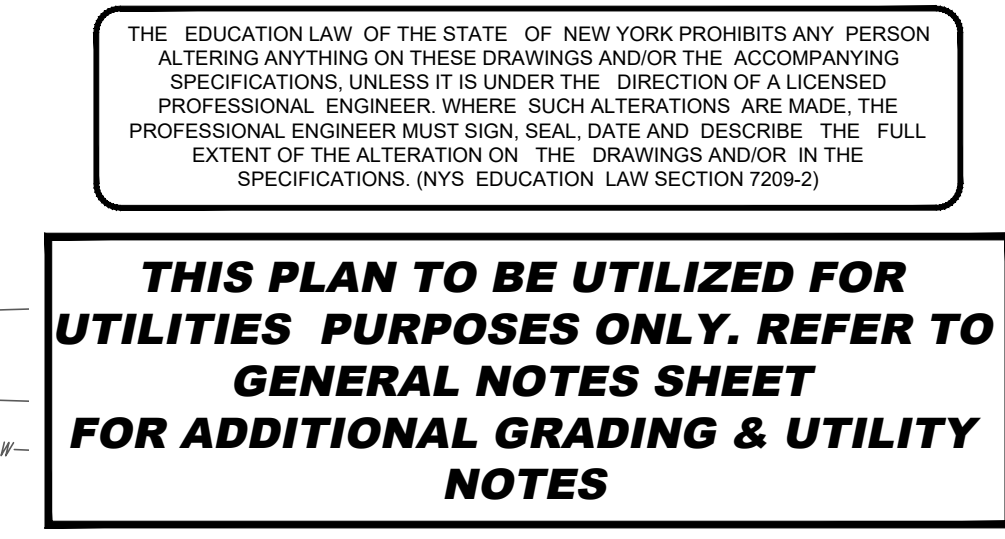 THE EDUCATION LAW OF THE STATE OF NEW YORK PROHIBITS ANY PERSON
ALTERING ANYTHING ON THESE DRAWINGS AND/OR THE ACCOMPANYING
SPECIFICATIONS, UNLESS IT IS UNDER THE DIRECTION OF A LICENSED
PROFESSIONAL ENGINEER. WHERE SUCH ALTERATIONS ARE MADE, THE
PROFESSIONAL ENGINEER MUST SIGN, SEAL, DATE AND DESCRIBE THE FULL
EXTENT OF THE ALTERATION ON THE DRAWINGS AND/OR IN THE
SPECIFICATIONS. (NYS EDUCATION LAW SECTION 7209-2)
THIS PLAN TO BE UTILIZED FOR
UTILITIES PURPOSES ONLY. REFER TO
GENERAL NOTES SHEET
FOR ADDITIONAL GRADING & UTILITY
NOTES
W